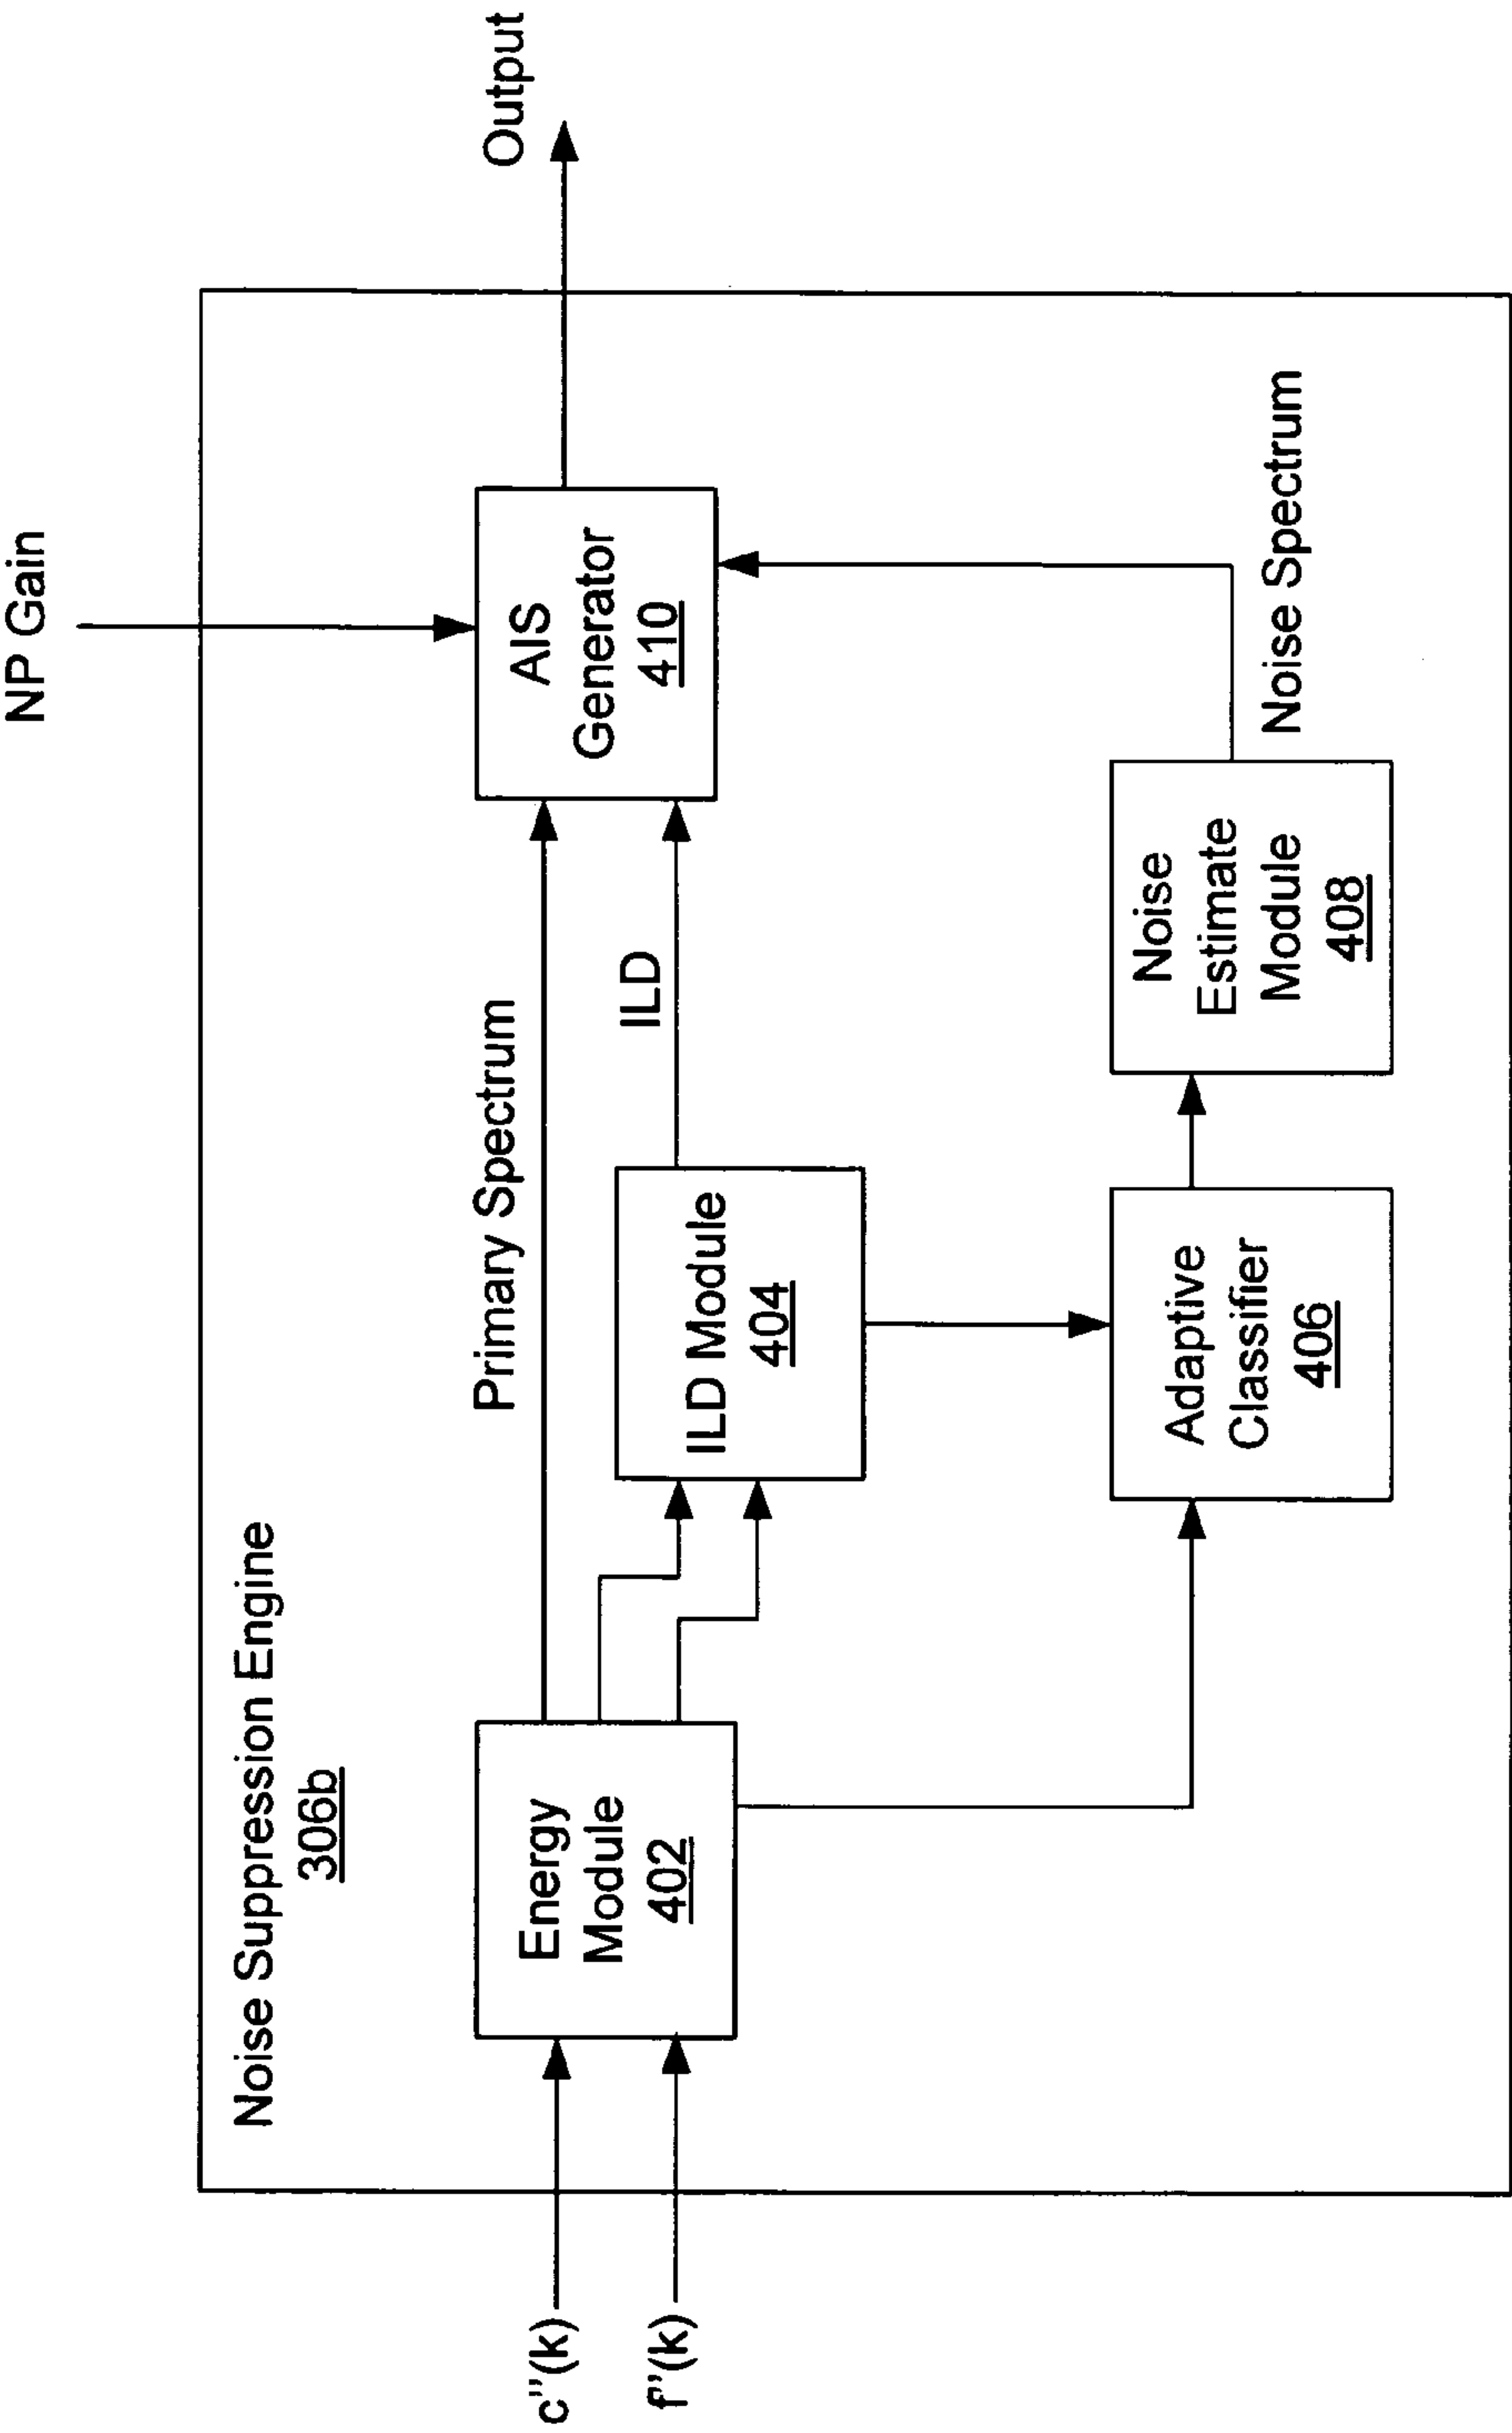 NP Gain
Noise Suppression Engine
306b
Primary Spectrum
Output
c''(k)
f''(k)
Energy
Module
402
ILD
ILD Module
404
AIS
Generator
410
Adaptive
Classifier
406
Noise
Estimate
Module
408
Noise Spectrum